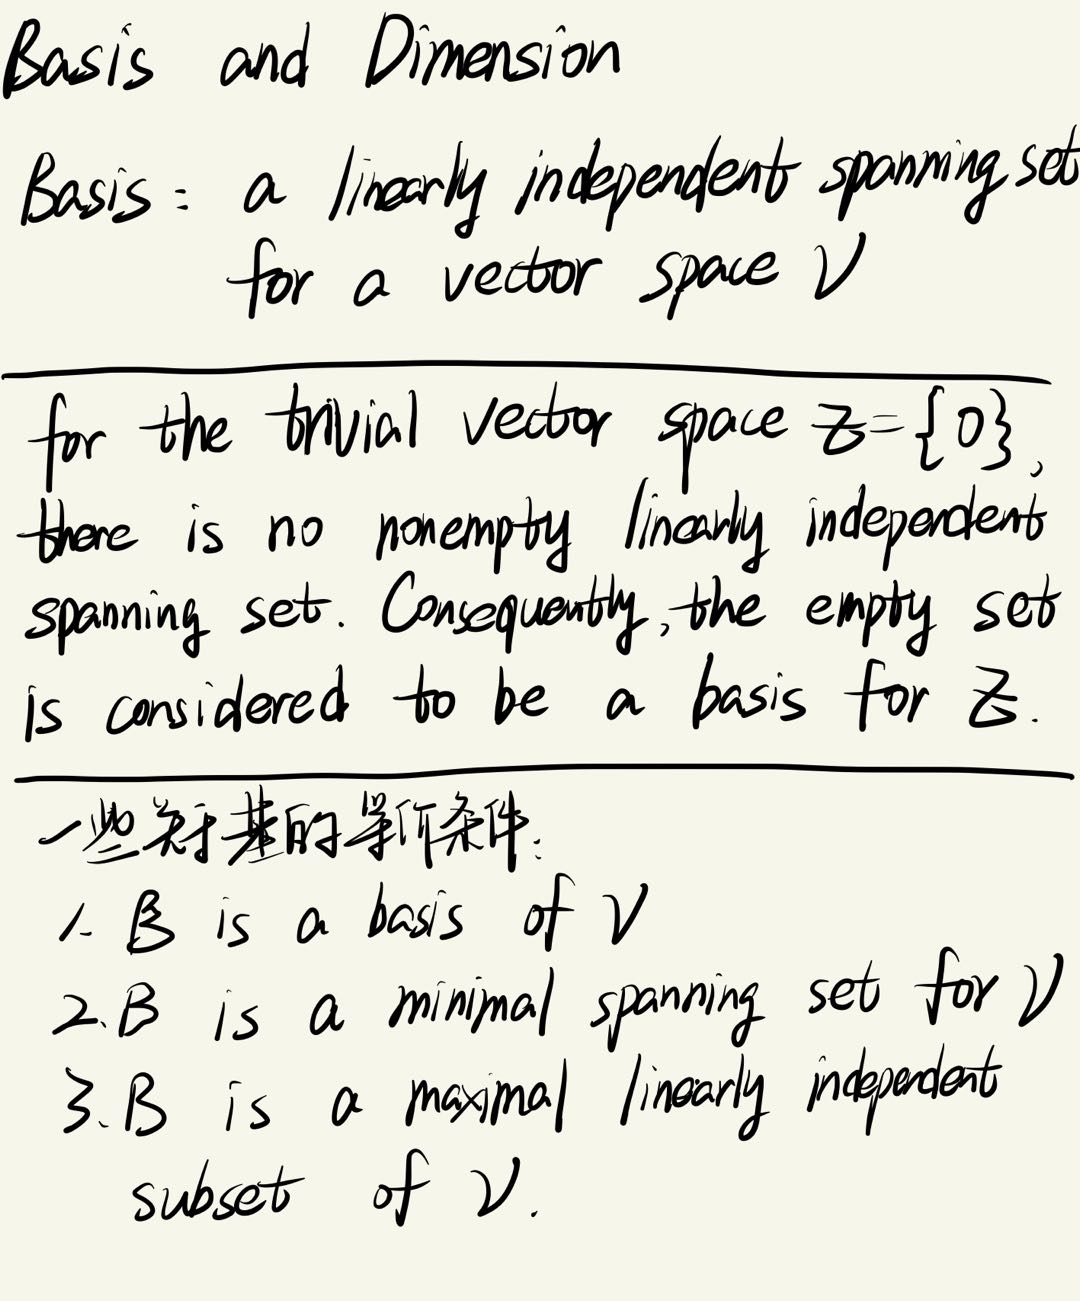 Basis and Dimension
Basis: a linearly independent spanning set
for a vector space V
for the trivial vector space Z={0},
there is no nonempty linearly independent
spanning set. Consequently, the empty set
is considered to be a basis for Z.
一些关于基的等价条件:
1. B is a basis of V
2. B is a minimal spanning set for V
3. B is a maximal linearly independent
subset of V.